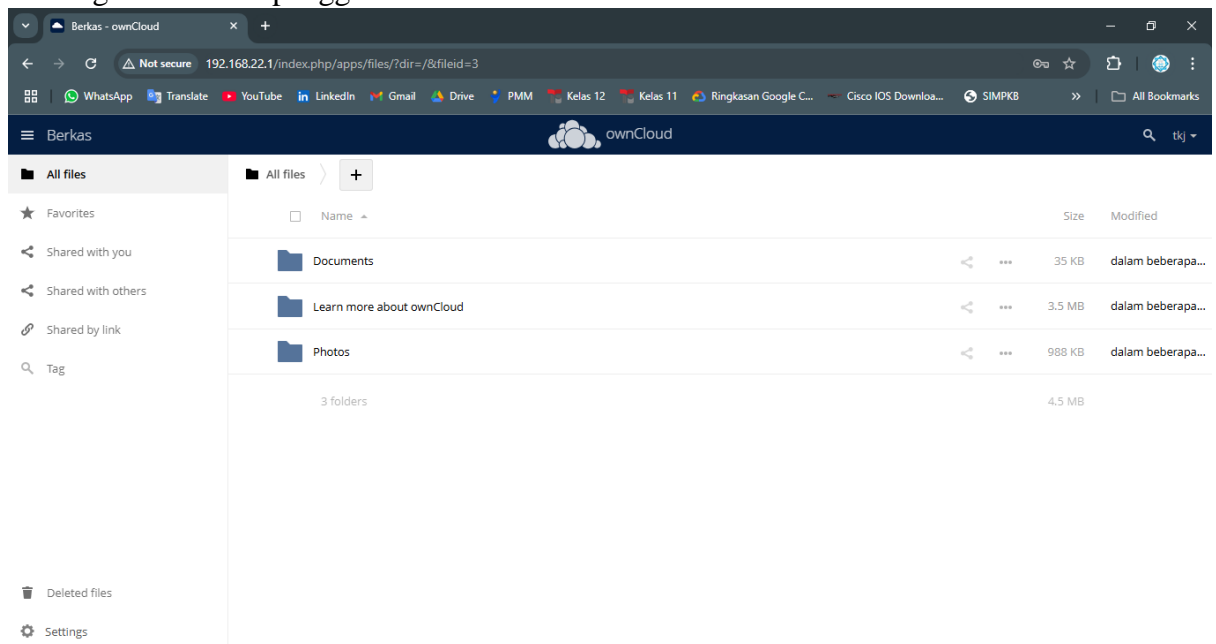 Berkas - ownCloud
Not secure 192.168.22.1/index.php/apps/files/?dir=/&fileid=3
WhatsApp Translate YouTube LinkedIn Gmail Drive PMM Kelas 12 Kelas 11 Ringkasan Google C... Cisco IOS Downloa... SIMPKB All Bookmarks
Berkas ownCloud tkj
All files
Favorites
Shared with you
Shared with others
Shared by link
Tag
Deleted files
Settings
All files
Name Size Modified
Documents 35 KB dalam beberapa...
Learn more about ownCloud 3.5 MB dalam beberapa...
Photos 988 KB dalam beberapa...
3 folders 4.5 MB